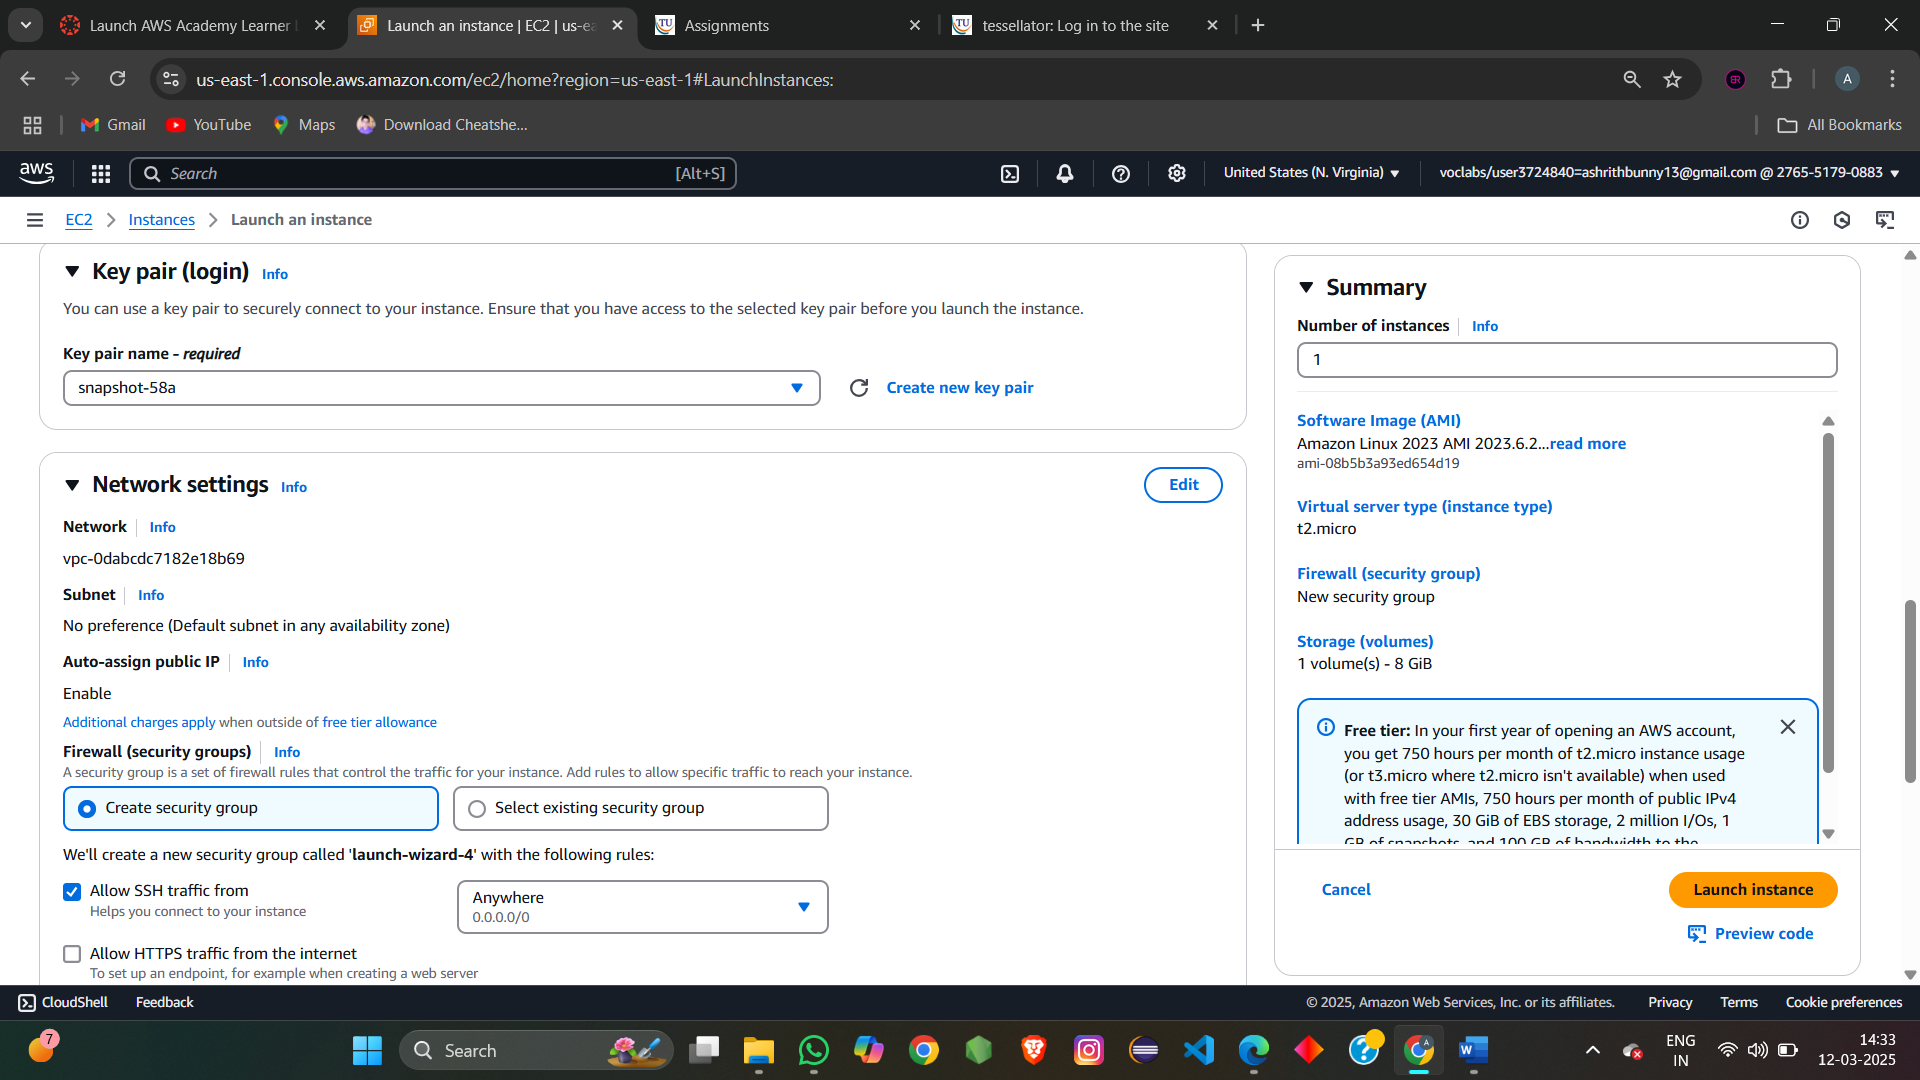 Launch AWS Academy Learner
Launch an instance | EC2 | us-ea
Assignments
tessellator: Log in to the site
us-east-1.console.aws.amazon.com/ec2/home?region=us-east-1#LaunchInstances:
A
Gmail
YouTube
Maps
Download Cheatshe...
All Bookmarks
aws
Search
[Alt+S]
United States (N. Virginia)
voclabs/user3724840=ashrithbunny13@gmail.com @ 2765-5179-0883
EC2
Instances
Launch an instance
Key pair (login)
Info
You can use a key pair to securely connect to your instance. Ensure that you have access to the selected key pair before you launch the instance.
Key pair name - required
snapshot-58a
Create new key pair
Network settings
Info
Edit
Network
Info
vpc-0dabcdc7182e18b69
Subnet
Info
No preference (Default subnet in any availability zone)
Auto-assign public IP
Info
Enable
Additional charges apply when outside of free tier allowance
Firewall (security groups)
Info
A security group is a set of firewall rules that control the traffic for your instance. Add rules to allow specific traffic to reach your instance.
Create security group
Select existing security group
We'll create a new security group called 'launch-wizard-4' with the following rules:
Allow SSH traffic from
Helps you connect to your instance
Anywhere
0.0.0.0/0
Allow HTTPS traffic from the internet
To set up an endpoint, for example when creating a web server
Summary
Number of instances
Info
1
Software Image (AMI)
Amazon Linux 2023 AMI 2023.6.2...read more
ami-08b5b3a93ed654d19
Virtual server type (instance type)
t2.micro
Firewall (security group)
New security group
Storage (volumes)
1 volume(s) - 8 GiB
Free tier: In your first year of opening an AWS account,
you get 750 hours per month of t2.micro instance usage
(or t3.micro where t2.micro isn't available) when used
with free tier AMIs, 750 hours per month of public IPv4
address usage, 30 GiB of EBS storage, 2 million I/Os, 1
GB of snapshots, and 100 GB of bandwidth to the
Cancel
Launch instance
Preview code
CloudShell
Feedback
© 2025, Amazon Web Services, Inc. or its affiliates.
Privacy
Terms
Cookie preferences
7
Search
ENG
IN
14:33
12-03-2025